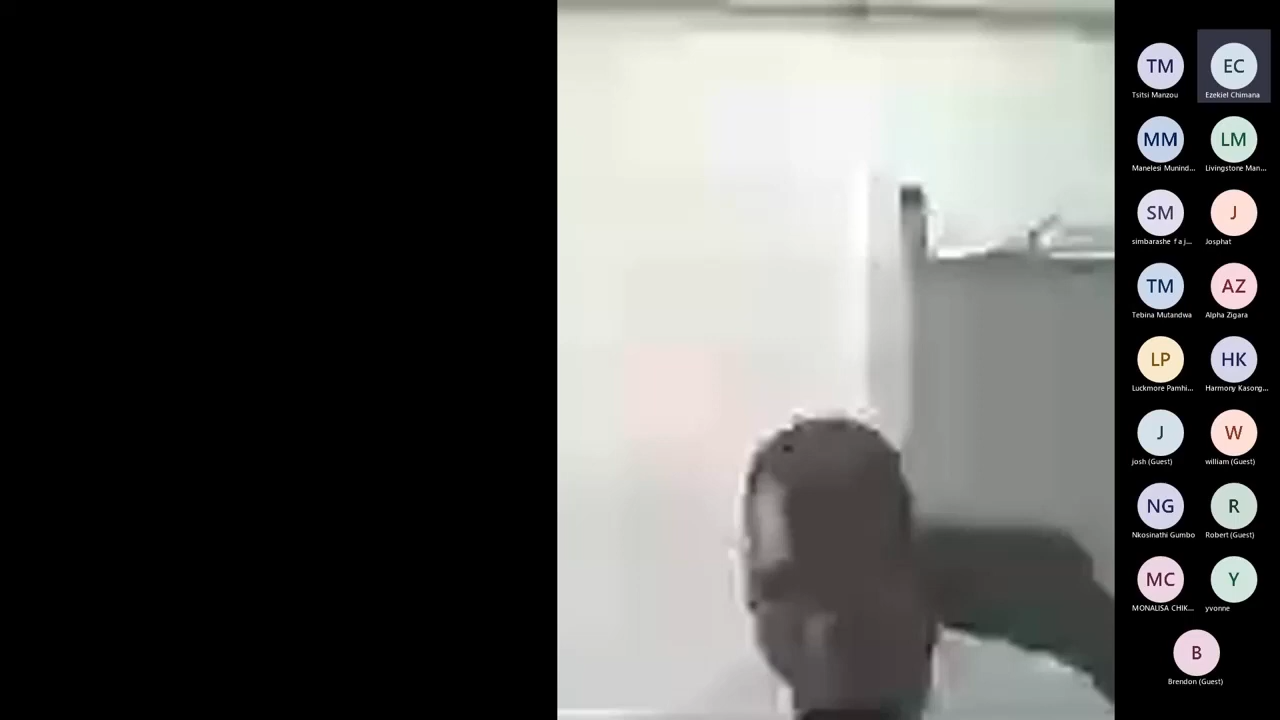 TM EC
Tsitsi Manzou Ezekiel Chimana
MM LM
Manelesi Munind... Livingstone Man...
SM J
simbarashe f a j... Josphat
TM AZ
Tebina Mutandwa Alpha Zigara
LP HK
Luckmore Pamhi... Harmony Kasong...
J W
josh (Guest) william (Guest)
NG R
Nkosinathi Gumbo Robert (Guest)
MC Y
MONALISA CHIK... yvonne
B
Brendon (Guest)